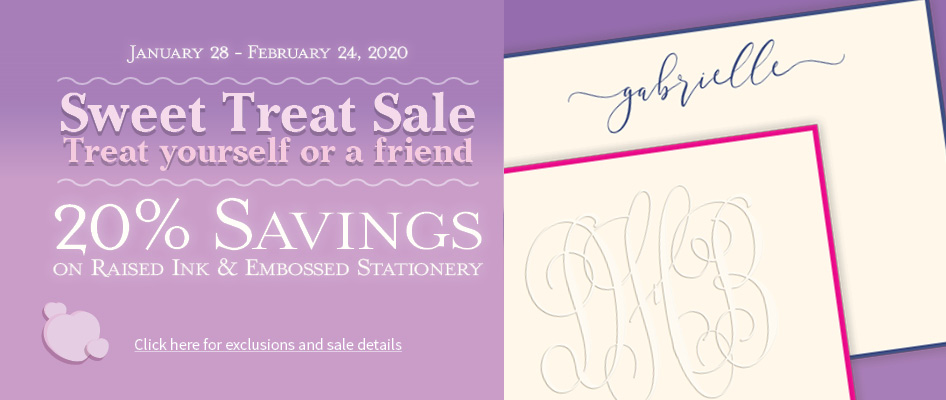 January 28 - February 24, 2020
Sweet Treat Sale
Treat yourself or a friend
20% Savings
on Raised Ink & Embossed Stationery
Click here for exclusions and sale details
gabrielle
DHB